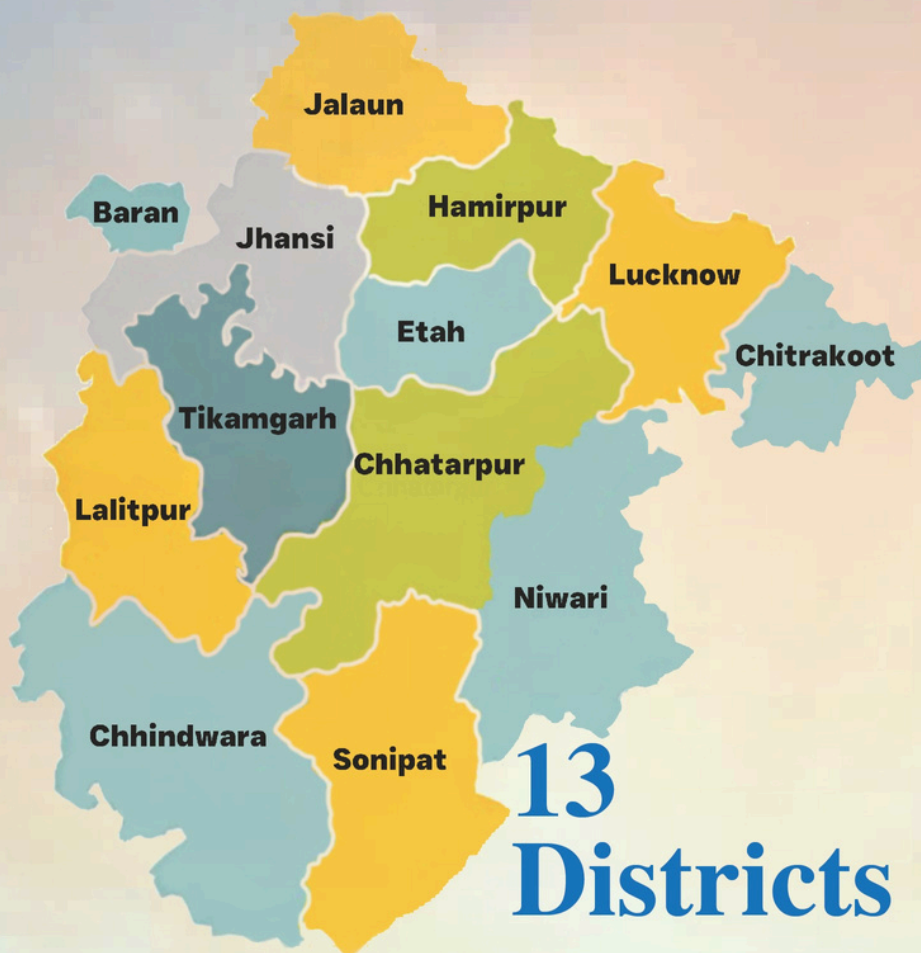 Jalaun
Baran
Hamirpur
Jhansi
Lucknow
Etah
Chitrakoot
Tikamgarh
Chhatarpur
Lalitpur
Niwari
Chhindwara
Sonipat
13
Districts